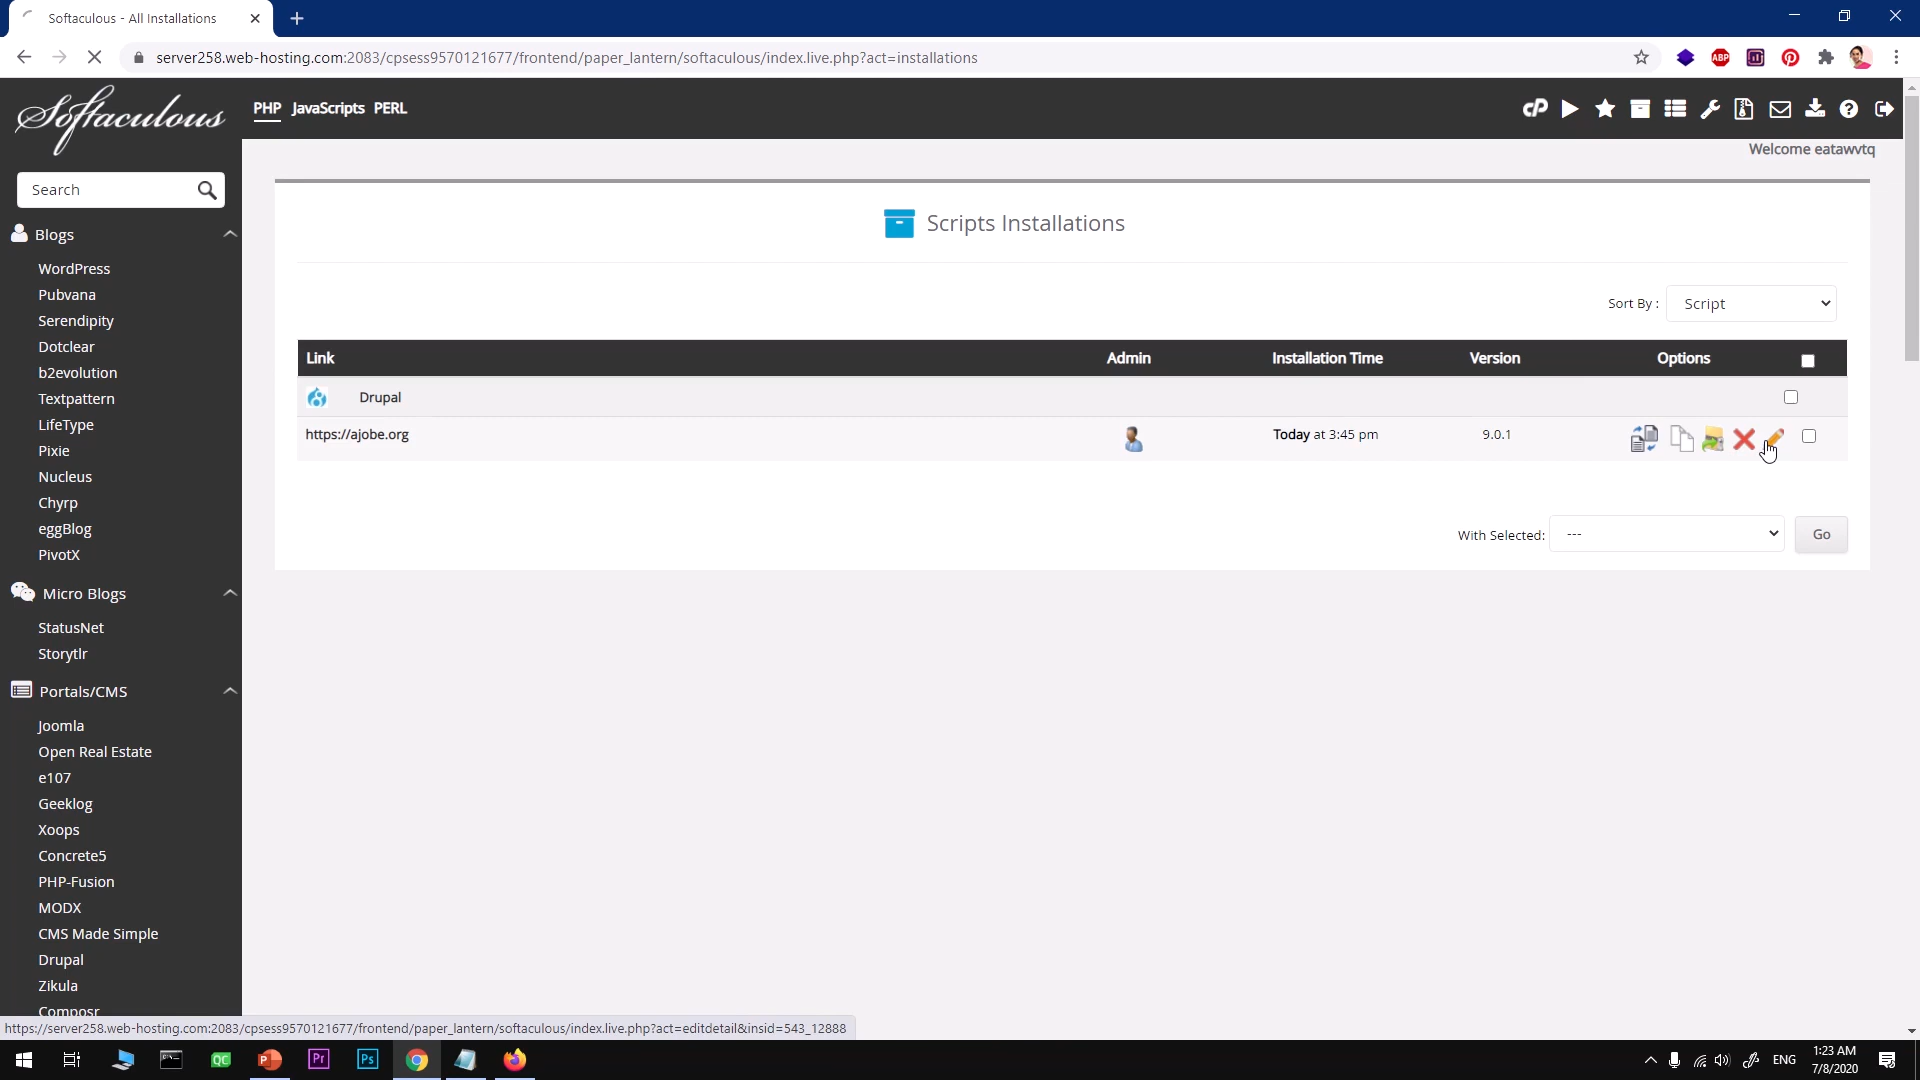 Softaculous - All Installations
server258.web-hosting.com:2083/cpsess9570121677/frontend/paper_lantern/softaculous/index.live.php?act=installations
ABP
Softaculous
PHP JavaScripts PERL
cP
Welcome eatawvtq
Search
Scripts Installations
Blogs
WordPress
Pubvana
Serendipity
Dotclear
b2evolution
Textpattern
LifeType
Pixie
Nucleus
Chyrp
eggBlog
PivotX
Micro Blogs
StatusNet
Storytlr
Portals/CMS
Joomla
Open Real Estate
e107
Geeklog
Xoops
Concrete5
PHP-Fusion
MODX
CMS Made Simple
Drupal
Zikula
Composr
Sort By : Script
Link Admin Installation Time Version Options
Drupal
https://ajobe.org Today at 3:45 pm 9.0.1
With Selected: --- Go
https://server258.web-hosting.com:2083/cpsess9570121677/frontend/paper_lantern/softaculous/index.live.php?act=editdetail&insid=543_12888
QC Pr Ps
ENG
1:23 AM
7/8/2020